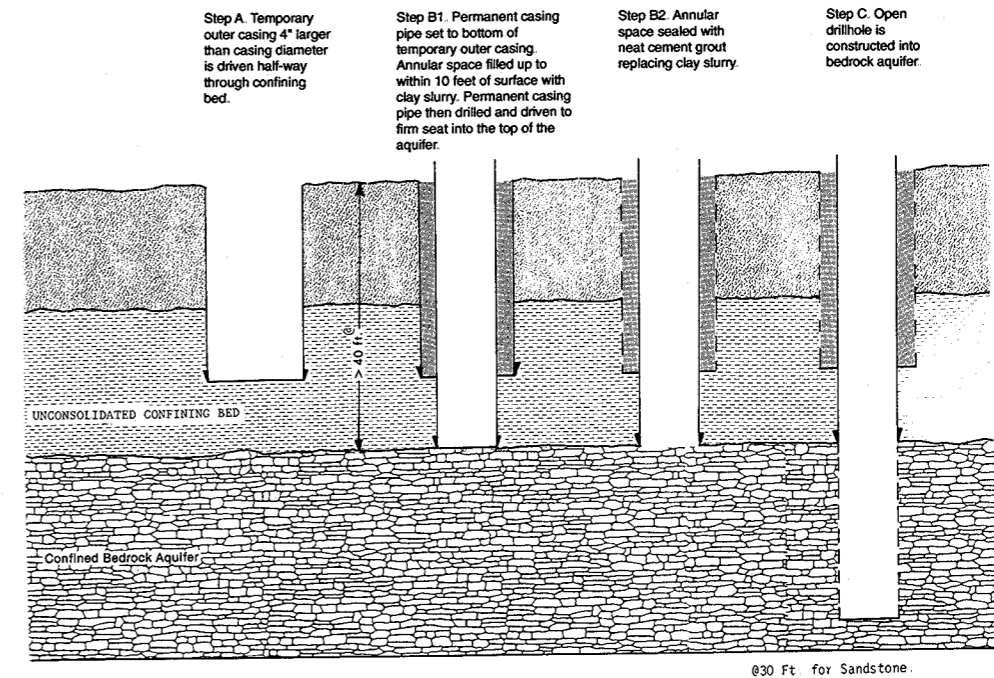 Step A. Temporary
outer casing 4" larger
than casing diameter
is driven half-way
through confining
bed.
Step B1. Permanent casing
pipe set to bottom of
temporary outer casing.
Annular space filled up to
within 10 feet of surface with
clay slurry. Permanent casing
pipe then drilled and driven to
firm seat into the top of the
aquifer.
Step B2. Annular
space sealed with
neat cement grout
replacing clay slurry.
Step C. Open
drillhole is
constructed into
bedrock aquifer.
> 40 ft.@
UNCONSOLIDATED CONFINING BED
Confined Bedrock Aquifer
@30 Ft. for Sandstone.